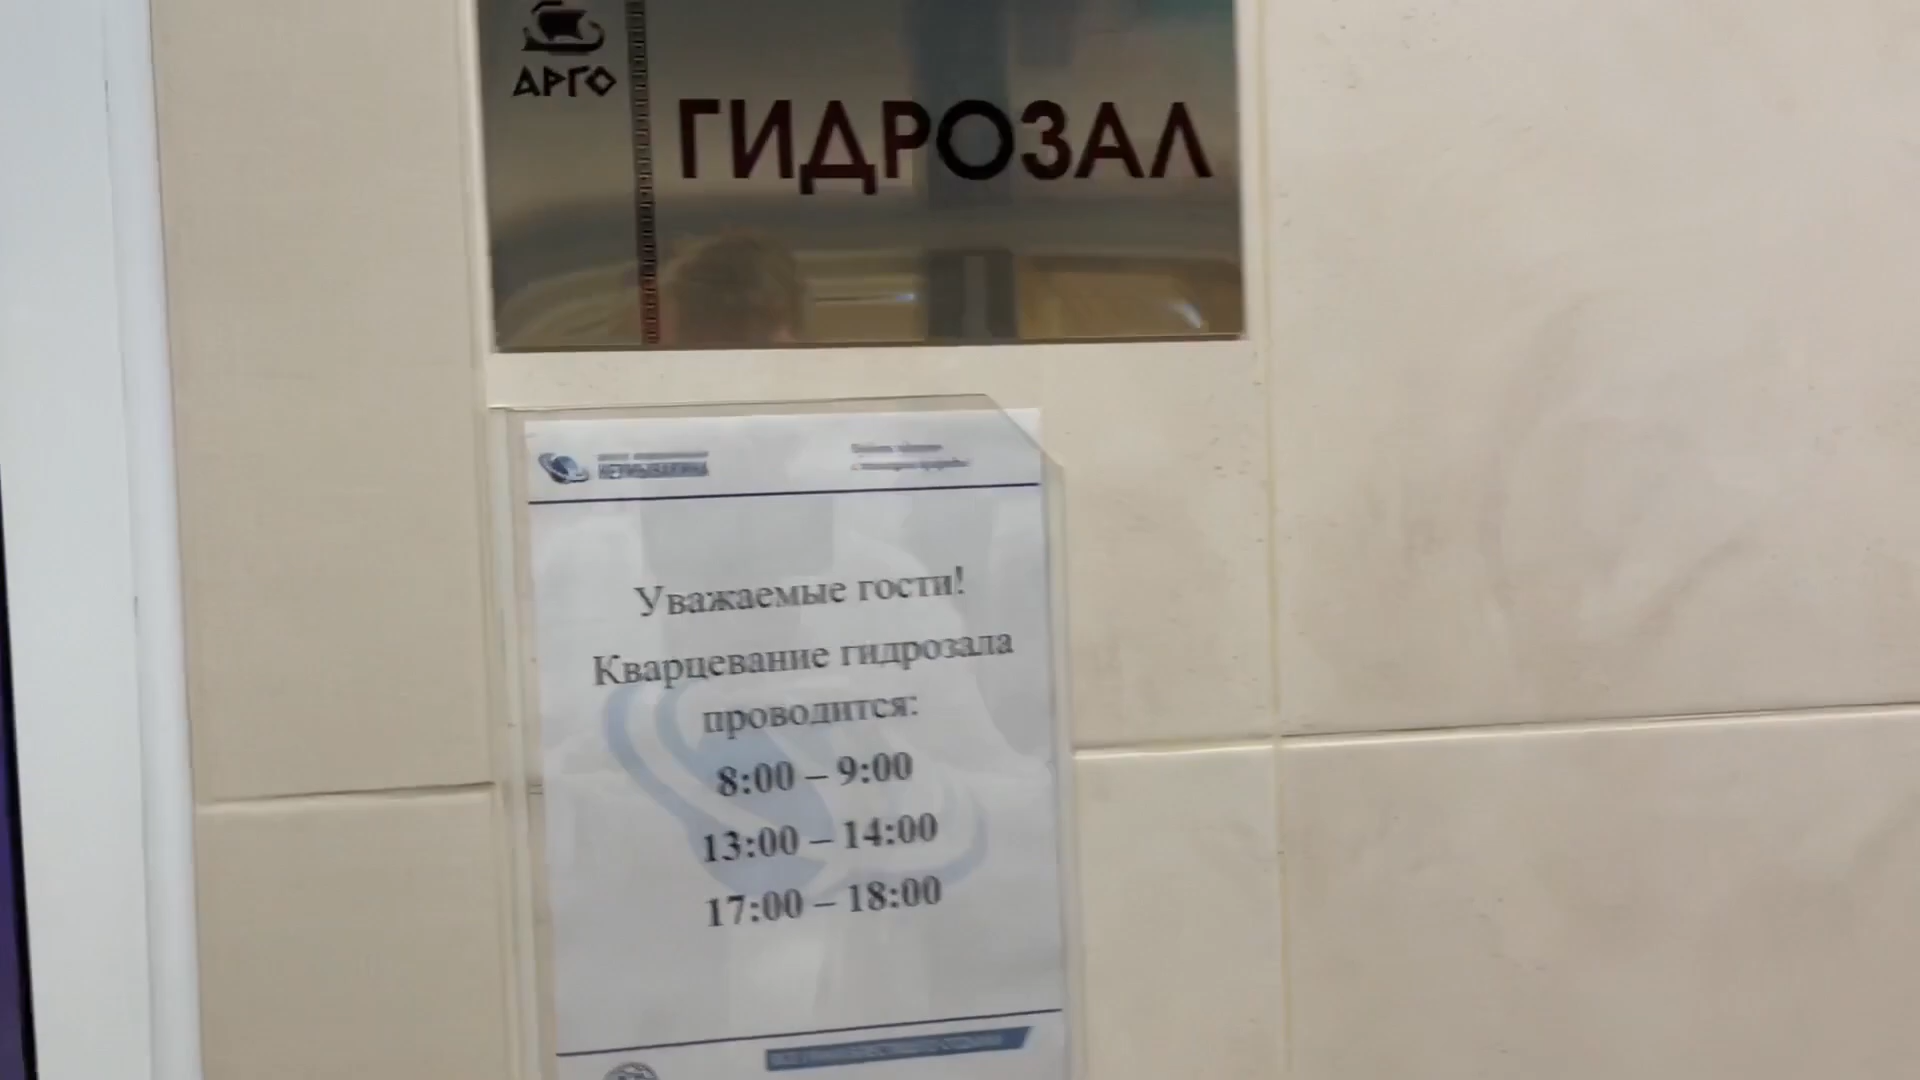 АРГО
ГИДРОЗАЛ
НЕУМЫВАКИНА
Уважаемые гости!
Кварцевание гидрозала
проводится:
8:00 – 9:00
13:00 – 14:00
17:00 – 18:00